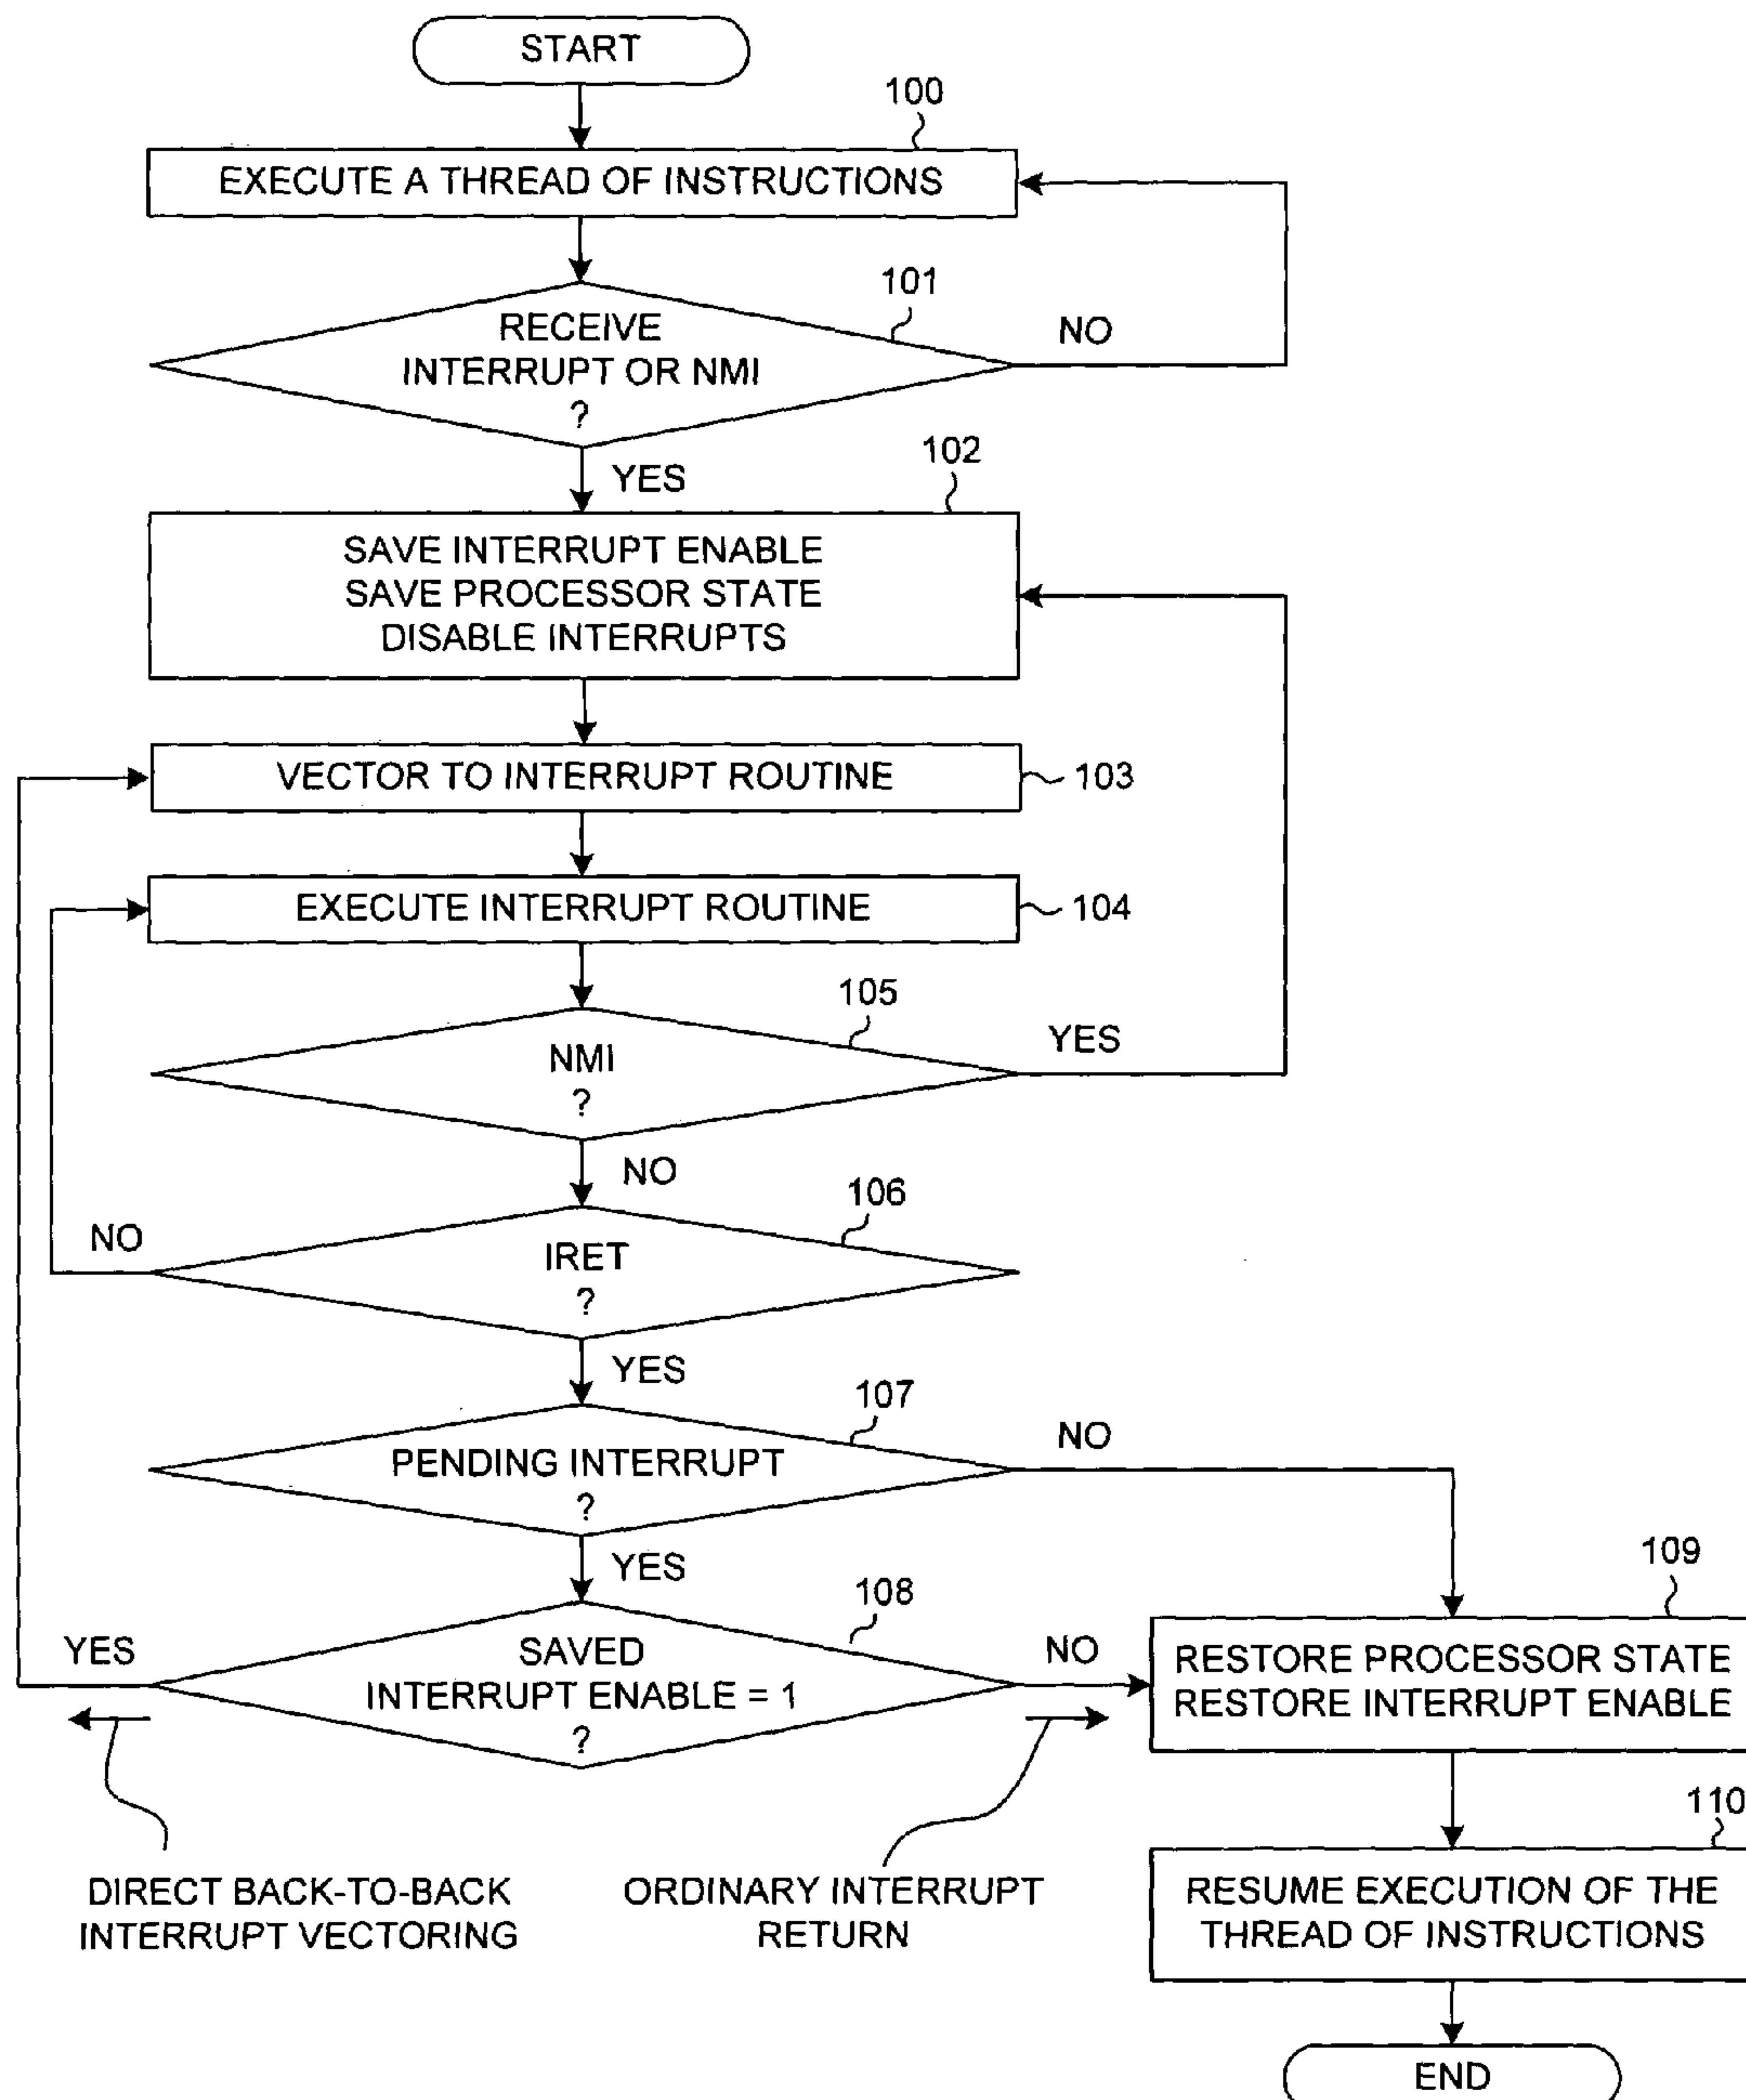 START
100
EXECUTE A THREAD OF INSTRUCTIONS
101
RECEIVE
INTERRUPT OR NMI
?
NO
YES
102
SAVE INTERRUPT ENABLE
SAVE PROCESSOR STATE
DISABLE INTERRUPTS
VECTOR TO INTERRUPT ROUTINE
103
EXECUTE INTERRUPT ROUTINE
104
105
NMI
?
YES
NO
106
IRET
?
NO
YES
107
PENDING INTERRUPT
?
NO
YES
108
SAVED
INTERRUPT ENABLE = 1
?
YES
NO
109
RESTORE PROCESSOR STATE
RESTORE INTERRUPT ENABLE
DIRECT BACK-TO-BACK
INTERRUPT VECTORING
ORDINARY INTERRUPT
RETURN
110
RESUME EXECUTION OF THE
THREAD OF INSTRUCTIONS
END